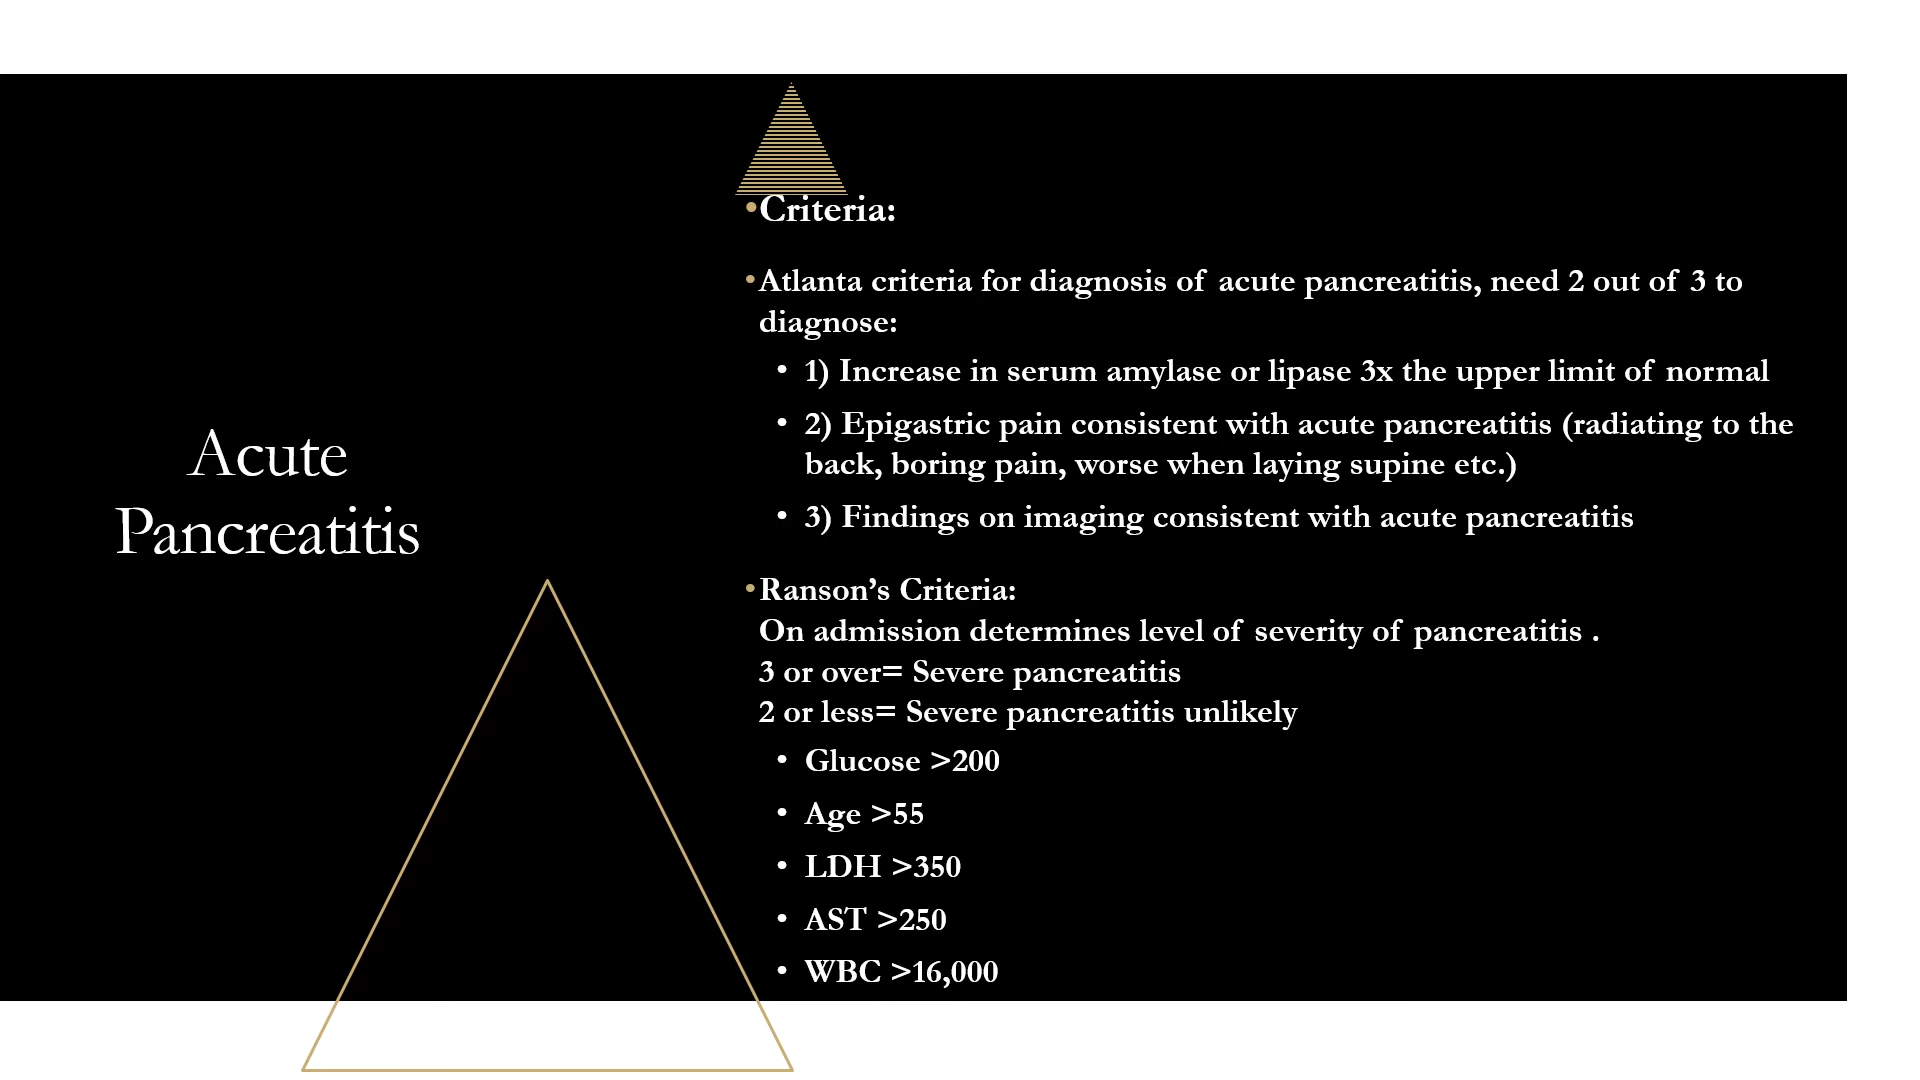 Acute
Pancreatitis
•Criteria:
•Atlanta criteria for diagnosis of acute pancreatitis, need 2 out of 3 to
diagnose:
• 1) Increase in serum amylase or lipase 3x the upper limit of normal
• 2) Epigastric pain consistent with acute pancreatitis (radiating to the
back, boring pain, worse when laying supine etc.)
• 3) Findings on imaging consistent with acute pancreatitis
•Ranson’s Criteria:
On admission determines level of severity of pancreatitis .
3 or over= Severe pancreatitis
2 or less= Severe pancreatitis unlikely
• Glucose >200
• Age >55
• LDH >350
• AST >250
• WBC >16,000